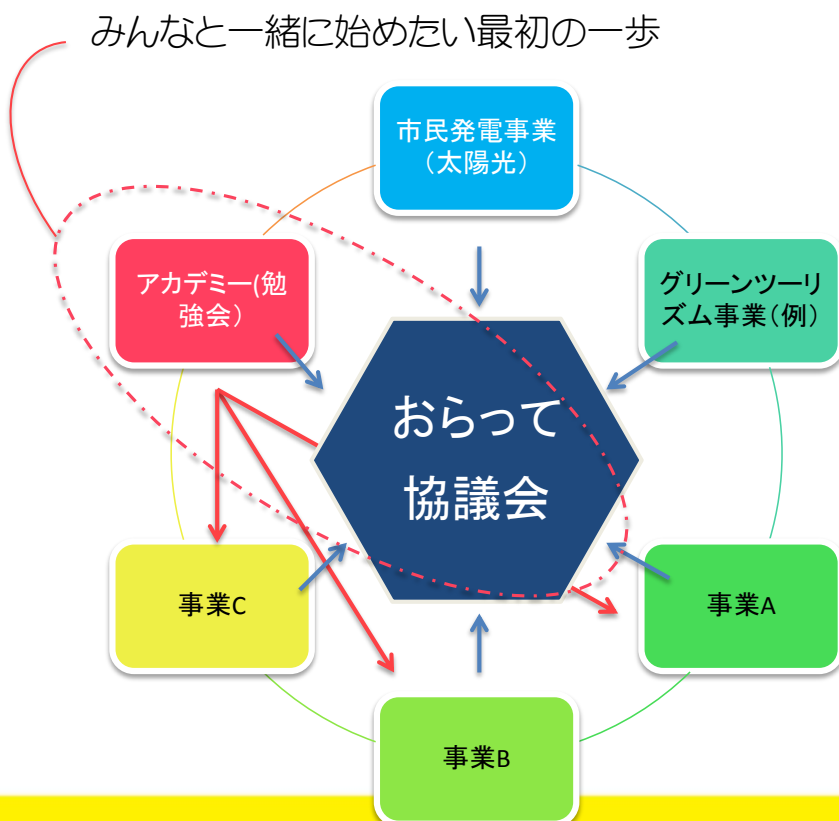 みんなと一緒に始めたい最初の一歩
市民発電事業
（太陽光）
アカデミー(勉
強会）
グリーンツーリ
ズム事業（例）
おらって
協議会
事業C
事業A
事業B